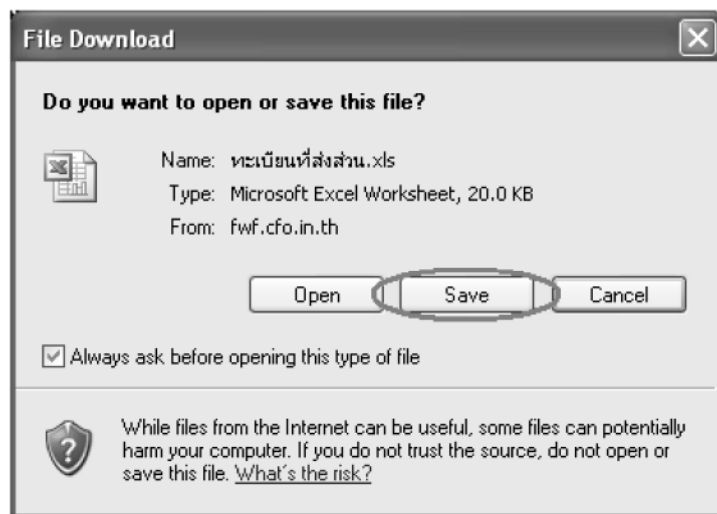 File Download
Do you want to open or save this file?
Name: ทะเบียนที่ส่งส่วน.xls
Type: Microsoft Excel Worksheet, 20.0 KB
From: fwf.cfo.in.th
Open Save Cancel
Always ask before opening this type of file
While files from the Internet can be useful, some files can potentially
harm your computer. If you do not trust the source, do not open or
save this file. What's the risk?